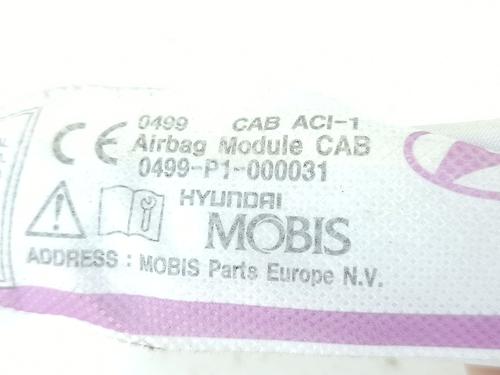 0499 CAB ACI-1
CE Airbag Module CAB
0499-P1-000031
HYUNDAI
MOBIS
ADDRESS : MOBIS Parts Europe N.V.